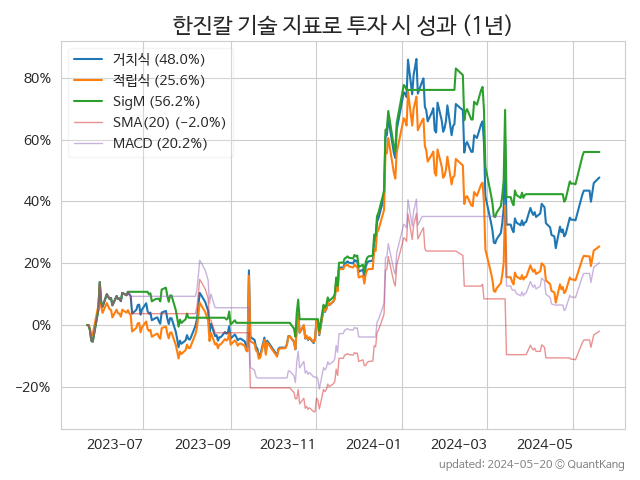 한진칼 기술 지표로 투자 시 성과 (1년)
거치식 (48.0%)
적립식 (25.6%)
SigM (56.2%)
SMA(20) (−2.0%)
MACD (20.2%)
80%
60%
40%
20%
0%
−20%
2023−07 2023−09 2023−11 2024−01 2024−03 2024−05
updated: 2024−05−20 © QuantKang